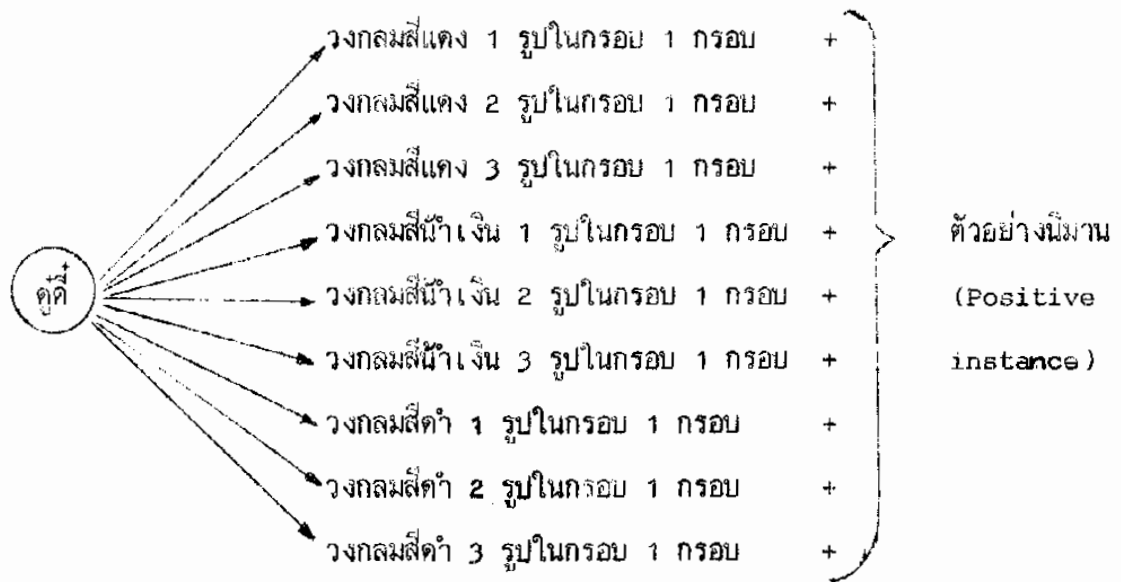 วงกลมสีแดง 1 รูปในกรอบ 1 กรอบ +
วงกลมสีแดง 2 รูปในกรอบ 1 กรอบ +
วงกลมสีแดง 3 รูปในกรอบ 1 กรอบ +
วงกลมสีน้ำเงิน 1 รูปในกรอบ 1 กรอบ + ตัวอย่างนิมาน
ดูดี้ วงกลมสีน้ำเงิน 2 รูปในกรอบ 1 กรอบ + (Positive
วงกลมสีน้ำเงิน 3 รูปในกรอบ 1 กรอบ + instance)
วงกลมสีดำ 1 รูปในกรอบ 1 กรอบ +
วงกลมสีดำ 2 รูปในกรอบ 1 กรอบ +
วงกลมสีดำ 3 รูปในกรอบ 1 กรอบ +